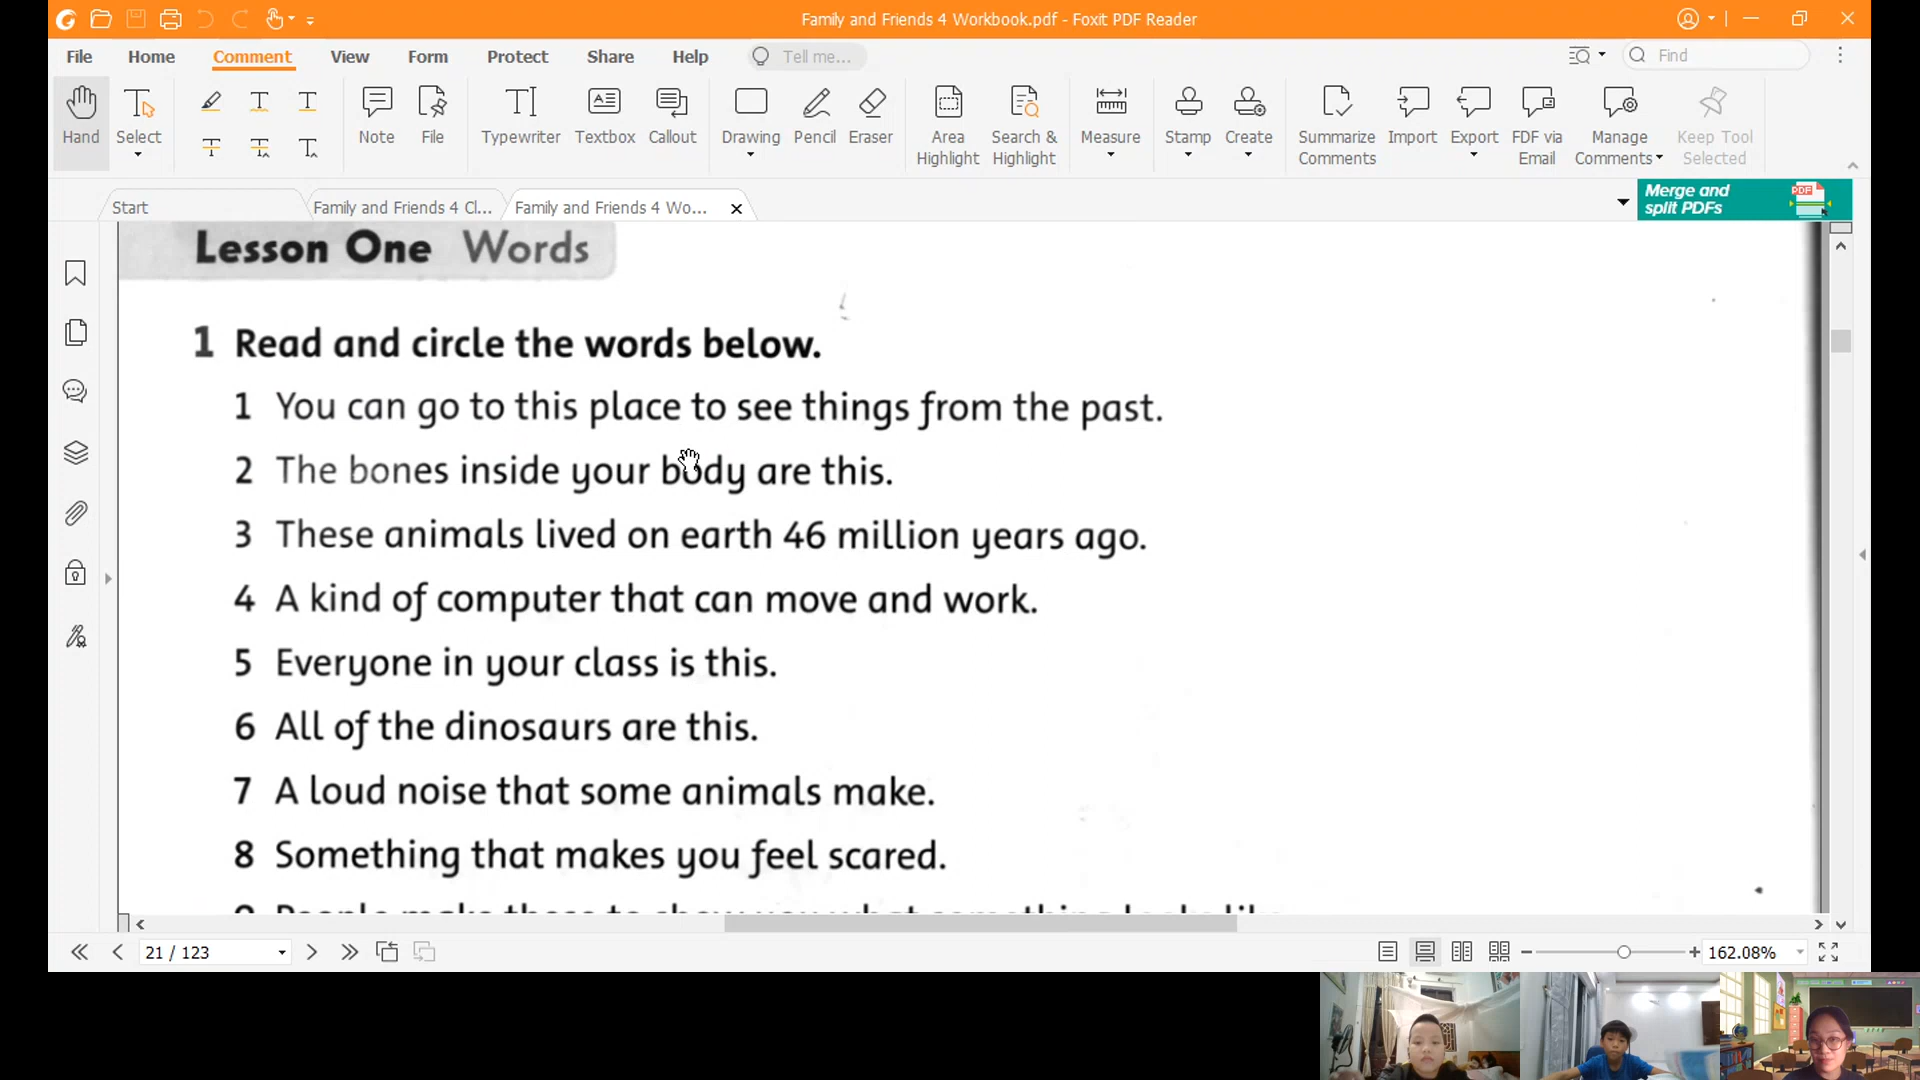 Family and Friends 4 Workbook.pdf - Foxit PDF Reader
File Home Comment View Form Protect Share Help Tell me... Find
Hand Select Note File Typewriter Textbox Callout Drawing Pencil Eraser Area Highlight Search & Highlight Measure Stamp Create Summarize Comments Import Export FDF via Email Manage Comments Keep Tool Selected
Start Family and Friends 4 Cl... Family and Friends 4 Wo... Merge and split PDFs
Lesson One Words
1 Read and circle the words below.
1 You can go to this place to see things from the past.
2 The bones inside your body are this.
3 These animals lived on earth 46 million years ago.
4 A kind of computer that can move and work.
5 Everyone in your class is this.
6 All of the dinosaurs are this.
7 A loud noise that some animals make.
8 Something that makes you feel scared.
21 / 123 162.08%